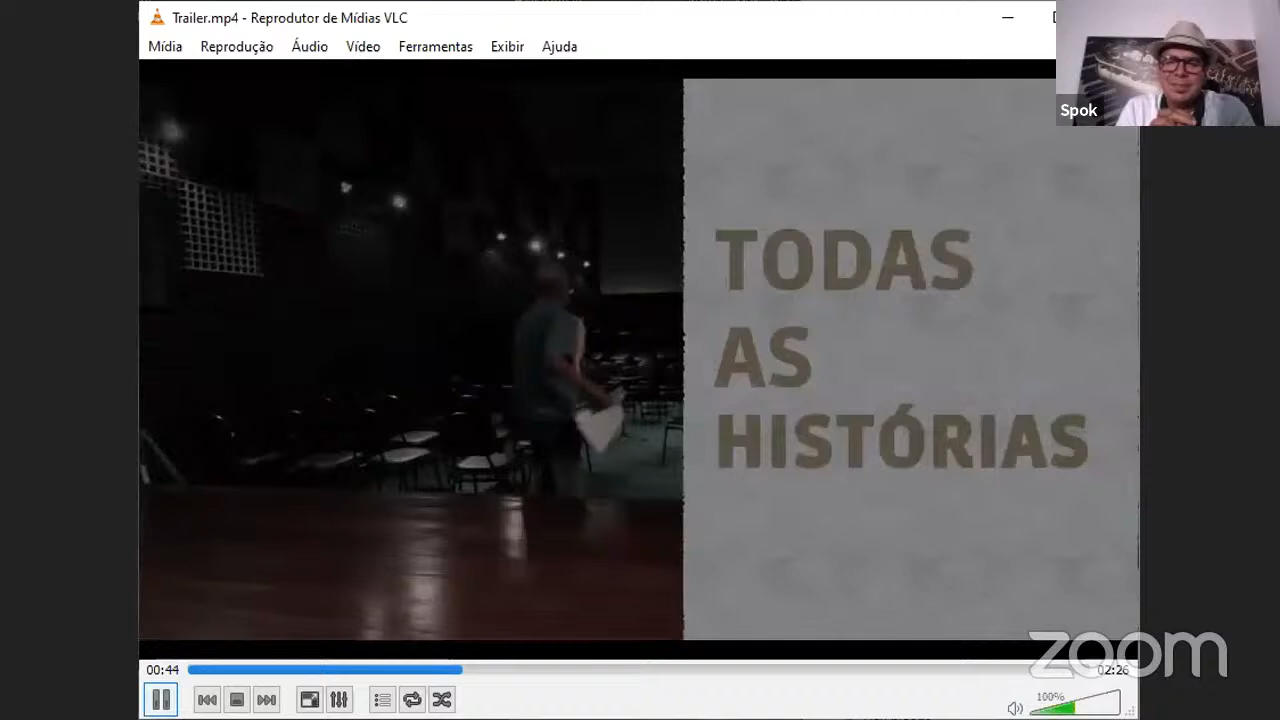 Trailer.mp4 - Reprodutor de Mídias VLC
Mídia Reprodução Áudio Vídeo Ferramentas Exibir Ajuda
Spok
TODAS
AS
HISTÓRIAS
00:44
02:26
zoom
100%